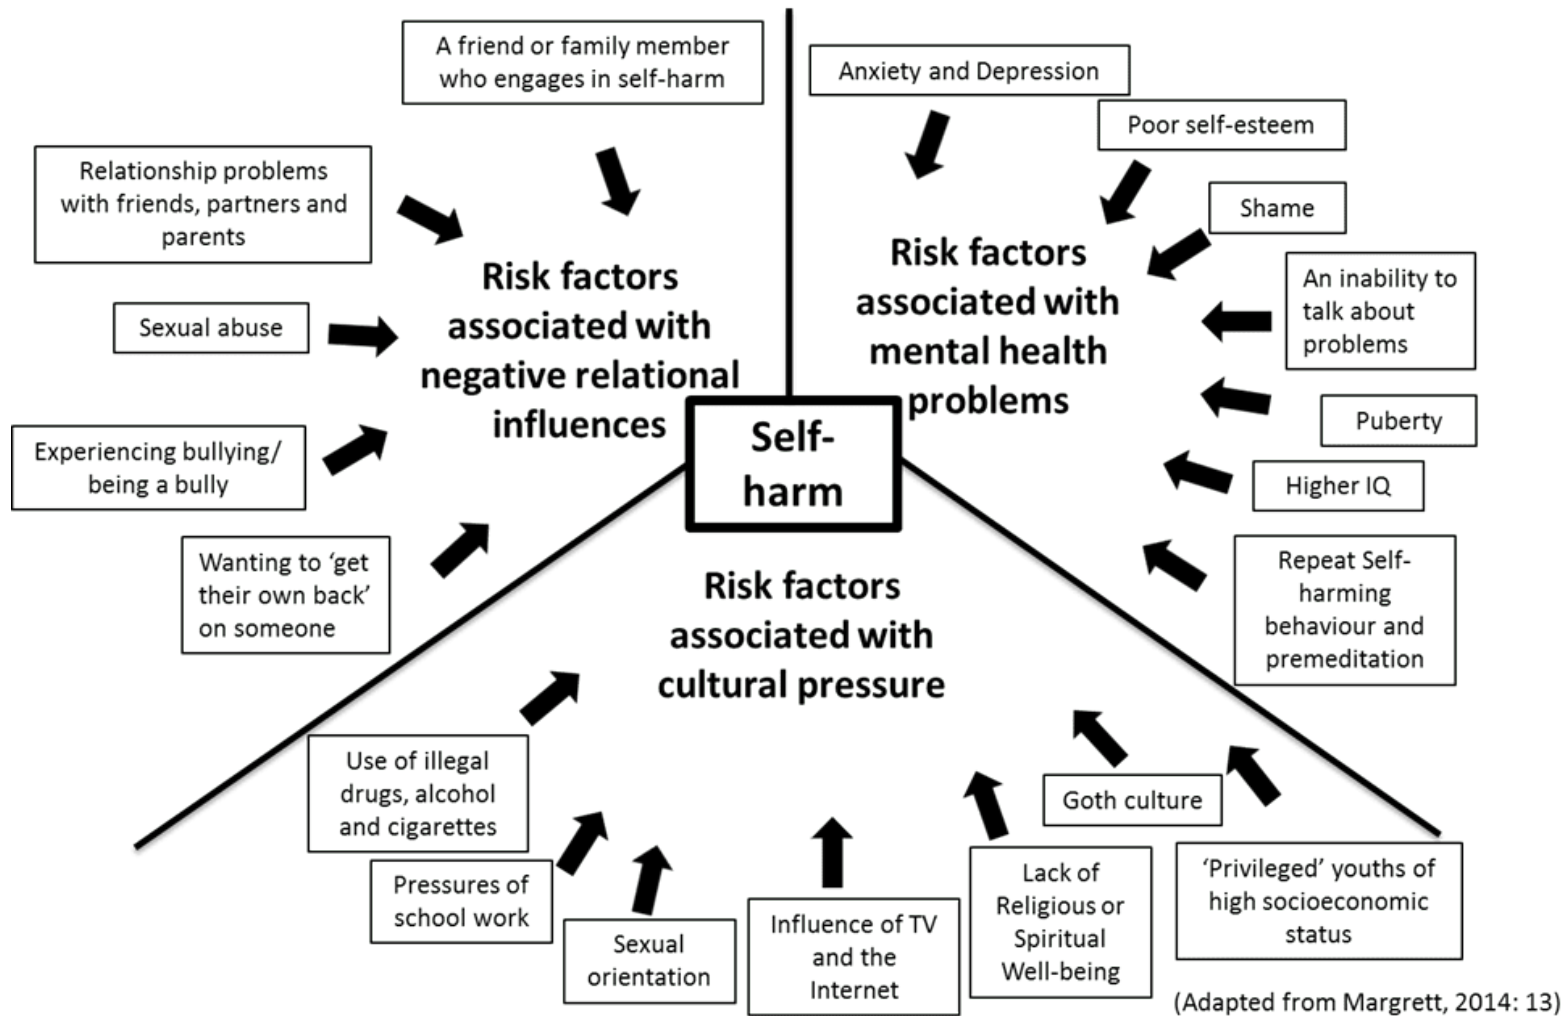 A friend or family member
who engages in self-harm
Relationship problems
with friends, partners and
parents
Sexual abuse
Experiencing bullying/
being a bully
Wanting to ‘get
their own back’
on someone
Risk factors
associated with
negative relational
influences
Anxiety and Depression
Poor self-esteem
Shame
An inability to
talk about
problems
Puberty
Higher IQ
Repeat Self-
harming
behaviour and
premeditation
Risk factors
associated with
mental health
problems
Self-
harm
Risk factors
associated with
cultural pressure
Use of illegal
drugs, alcohol
and cigarettes
Pressures of
school work
Sexual
orientation
Influence of TV
and the
Internet
Lack of
Religious or
Spiritual
Well-being
Goth culture
‘Privileged’ youths of
high socioeconomic
status
(Adapted from Margrett, 2014: 13)